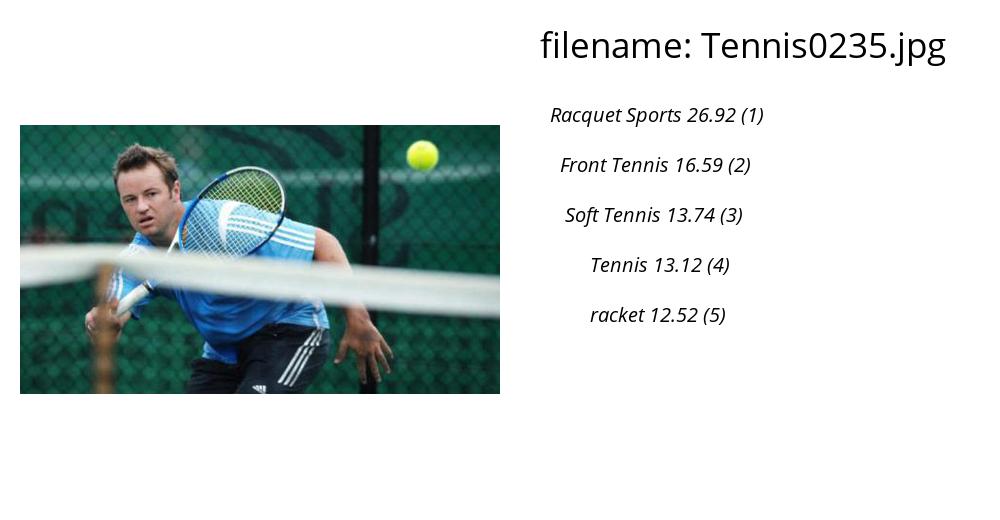 filename: Tennis0235.jpg
Racquet Sports 26.92 (1)
Front Tennis 16.59 (2)
Soft Tennis 13.74 (3)
Tennis 13.12 (4)
racket 12.52 (5)